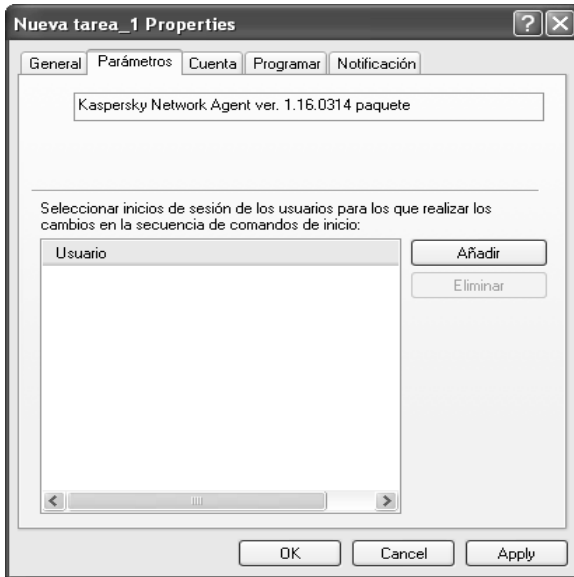 Nueva tarea_1 Properties
General Parámetros Cuenta Programar Notificación
Kaspersky Network Agent ver. 1.16.0314 paquete
Seleccionar inicios de sesión de los usuarios para los que realizar los
cambios en la secuencia de comandos de inicio:
Usuario
Añadir
Eliminar
OK Cancel Apply